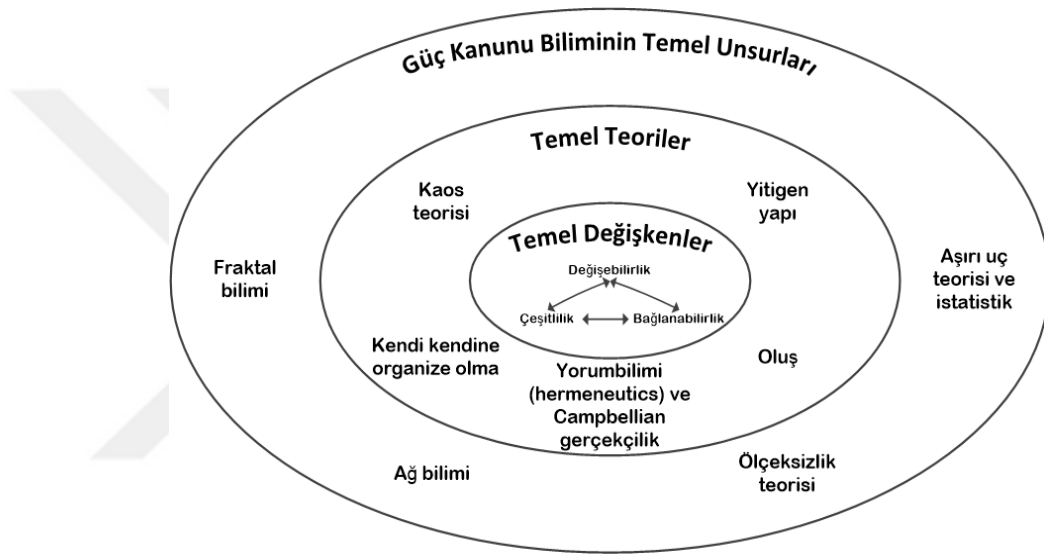 Güç Kanunu Biliminin Temel Unsurları
Temel Teoriler
Kaos
teorisi
Yitigen
yapı
Temel Değişkenler
Fraktal
bilimi
Değişebilirlik
Aşırı uç
teorisi ve
istatistik
Çeşitlilik
Bağlanabilirlik
Kendi kendine
organize olma
Oluş
Yorumbilimi
(hermeneutics) ve
Campbellian
gerçekçilik
Ağ bilimi
Ölçeksizlik
teorisi